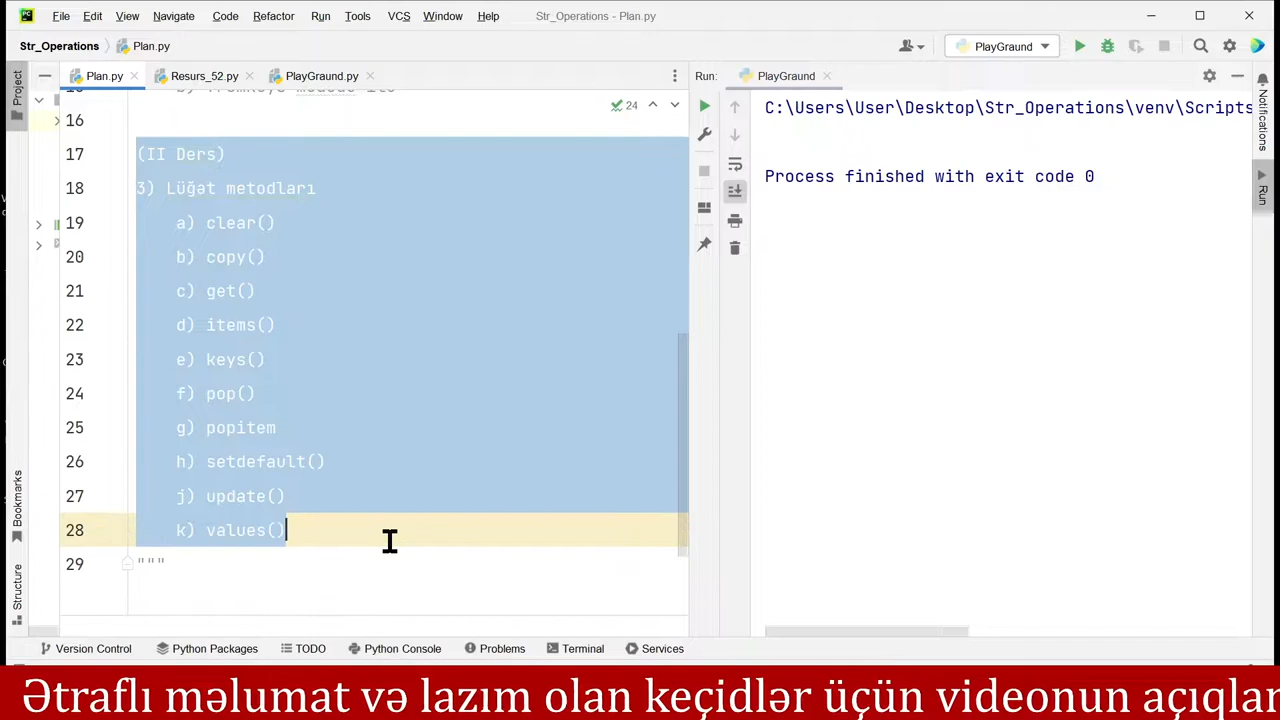 File Edit View Navigate Code Refactor Run Tools VCS Window Help Str_Operations - Plan.py
Str_Operations Plan.py PlayGraund
Plan.py Resurs_52.py PlayGraund.py Run: PlayGraund
Project
Notifications
Run
Bookmarks
Structure
24
16
17 (II Ders)
18 3) Lüğət metodları
19 a) clear()
20 b) copy()
21 c) get()
22 d) items()
23 e) keys()
24 f) pop()
25 g) popitem
26 h) setdefault()
27 j) update()
28 k) values()
29 """
C:\Users\User\Desktop\Str_Operations\venv\Scripts
Process finished with exit code 0
Version Control Python Packages TODO Python Console Problems Terminal Services
Ətraflı məlumat və lazım olan keçidlər üçün videonun açıqlar